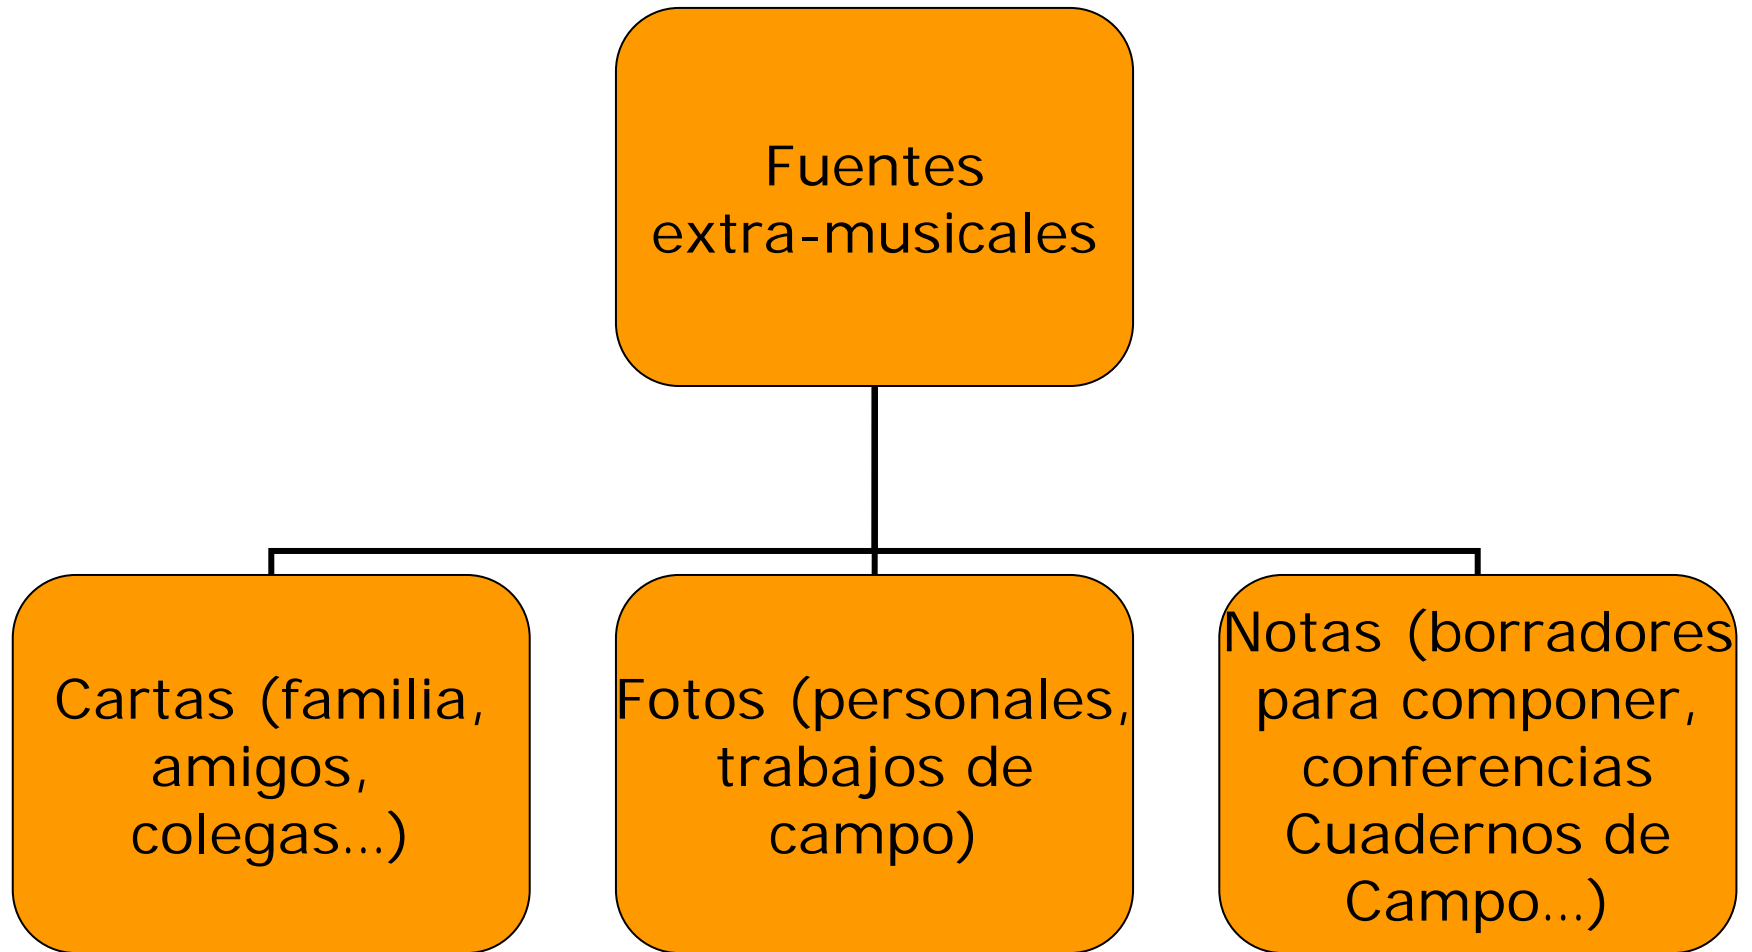 Fuentes
extra-musicales
Cartas (familia,
amigos,
colegas…)
Fotos (personales,
trabajos de
campo)
Notas (borradores
para componer,
conferencias
Cuadernos de
Campo…)